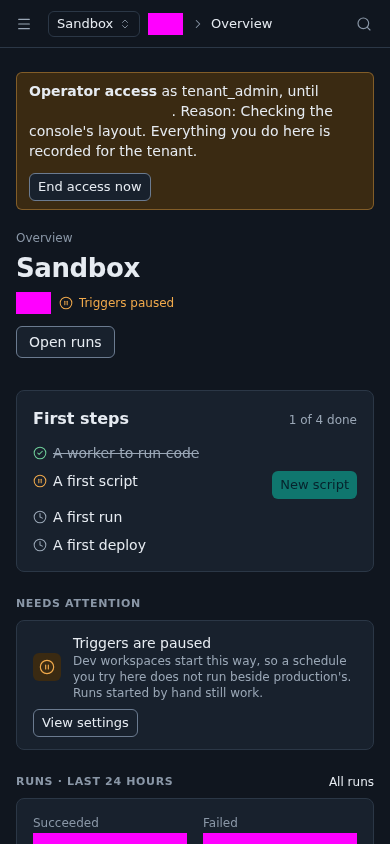 Sandbox
Overview
Operator access as tenant_admin, until
. Reason: Checking the
console's layout. Everything you do here is
recorded for the tenant.
End access now
Overview
Sandbox
Triggers paused
Open runs
First steps
1 of 4 done
A worker to run code
A first script
New script
A first run
A first deploy
NEEDS ATTENTION
Triggers are paused
Dev workspaces start this way, so a schedule
you try here does not run beside production's.
Runs started by hand still work.
View settings
RUNS · LAST 24 HOURS
All runs
Succeeded
Failed